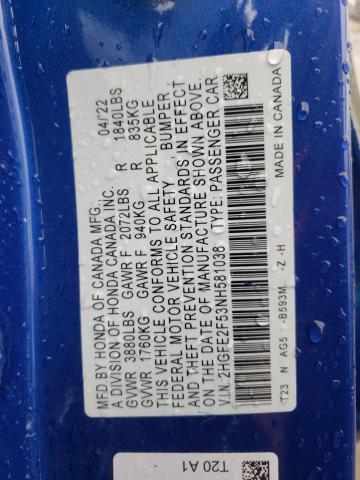 MFD. BY HONDA OF CANADA MFG. 04/'22
A DIVISION OF HONDA CANADA INC.
GVWR 3880LBS GAWR F 2072LBS R 1840LBS
GVWR 1760KG GAWR F 940KG R 835KG
THIS VEHICLE CONFORMS TO ALL APPLICABLE
FEDERAL MOTOR VEHICLE SAFETY, BUMPER,
AND THEFT PREVENTION STANDARDS IN EFFECT
ON THE DATE OF MANUFACTURE SHOWN ABOVE.
V.I.N: 2HGFE2F53NH581038 (TYPE: PASSENGER CAR
T23 N AG5 -B593M -Z -H MADE IN CANADA
T20 A1